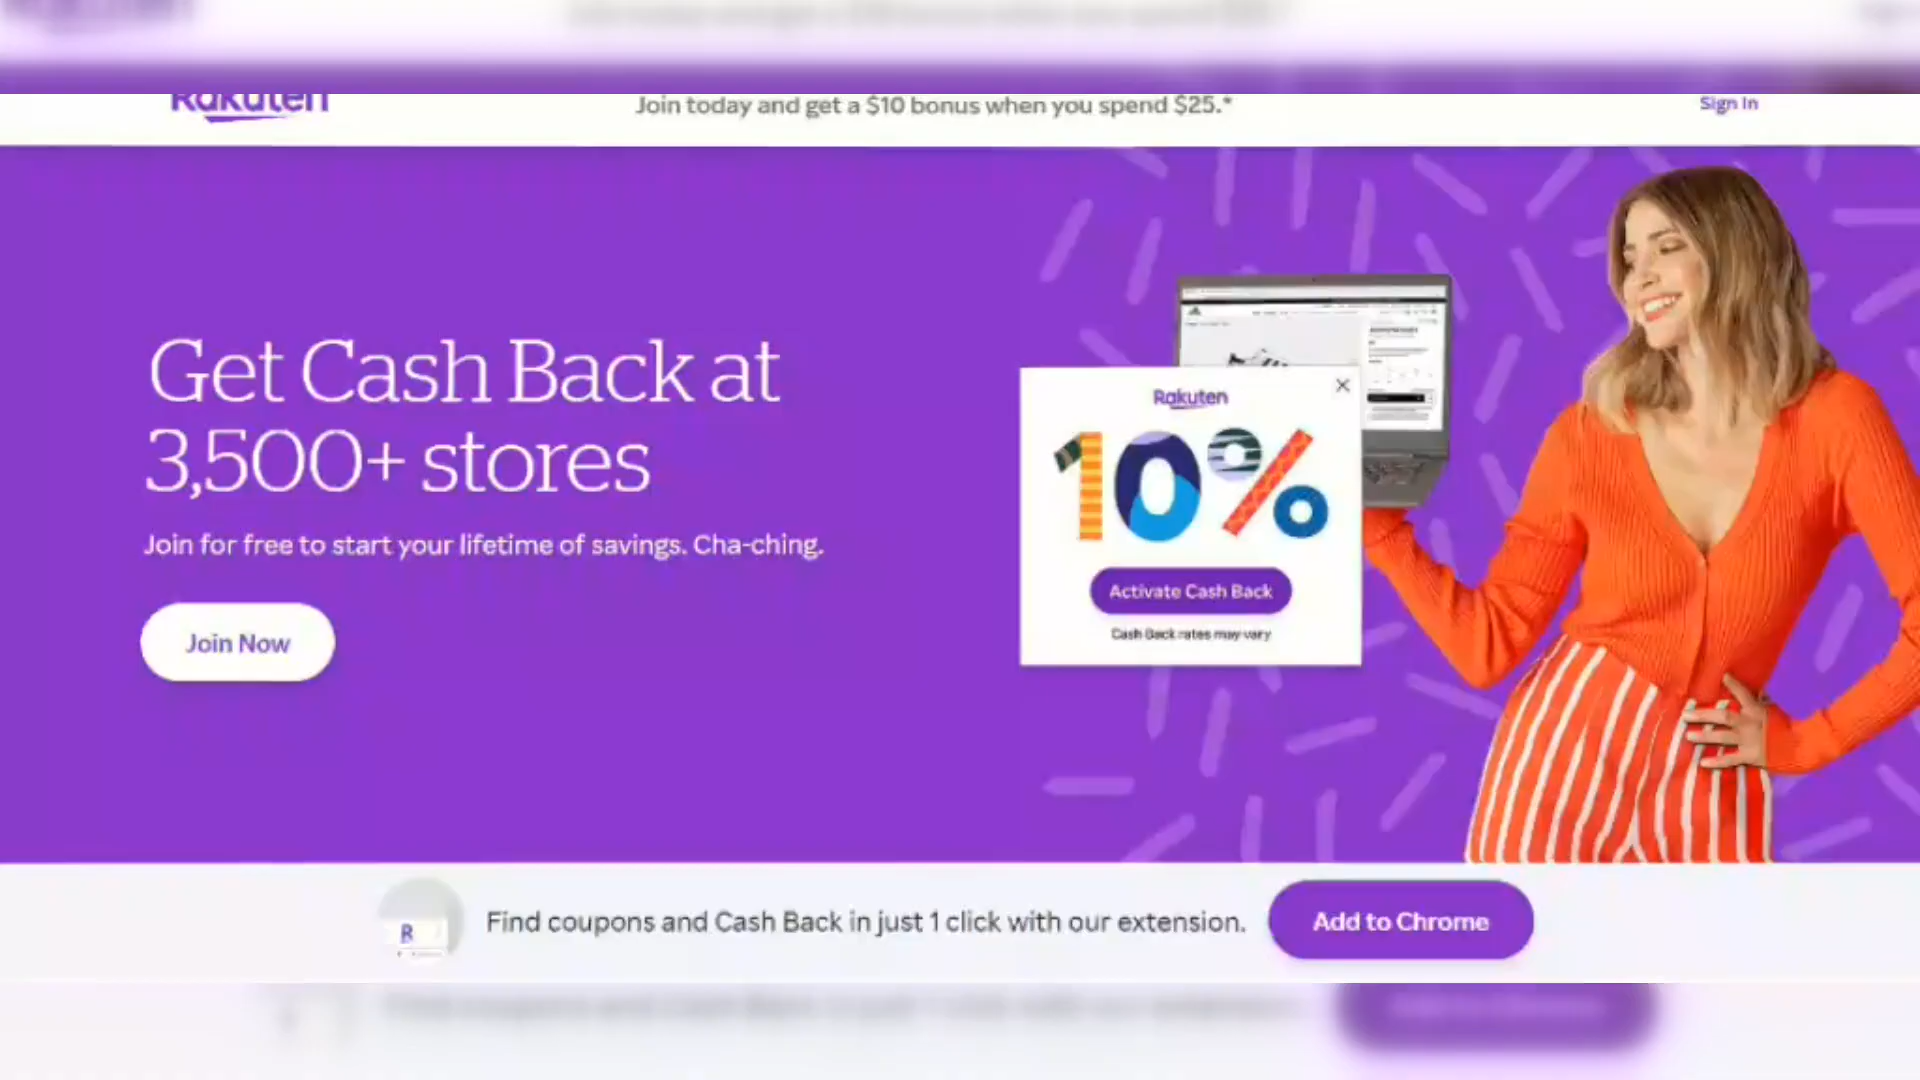 Rakuten
Join today and get a $10 bonus when you spend $25.*
Sign In
Get Cash Back at
3,500+ stores
Join for free to start your lifetime of savings. Cha-ching.
Join Now
Rakuten
10%
Activate Cash Back
Cash Back rates may vary
R
Find coupons and Cash Back in just 1 click with our extension.
Add to Chrome